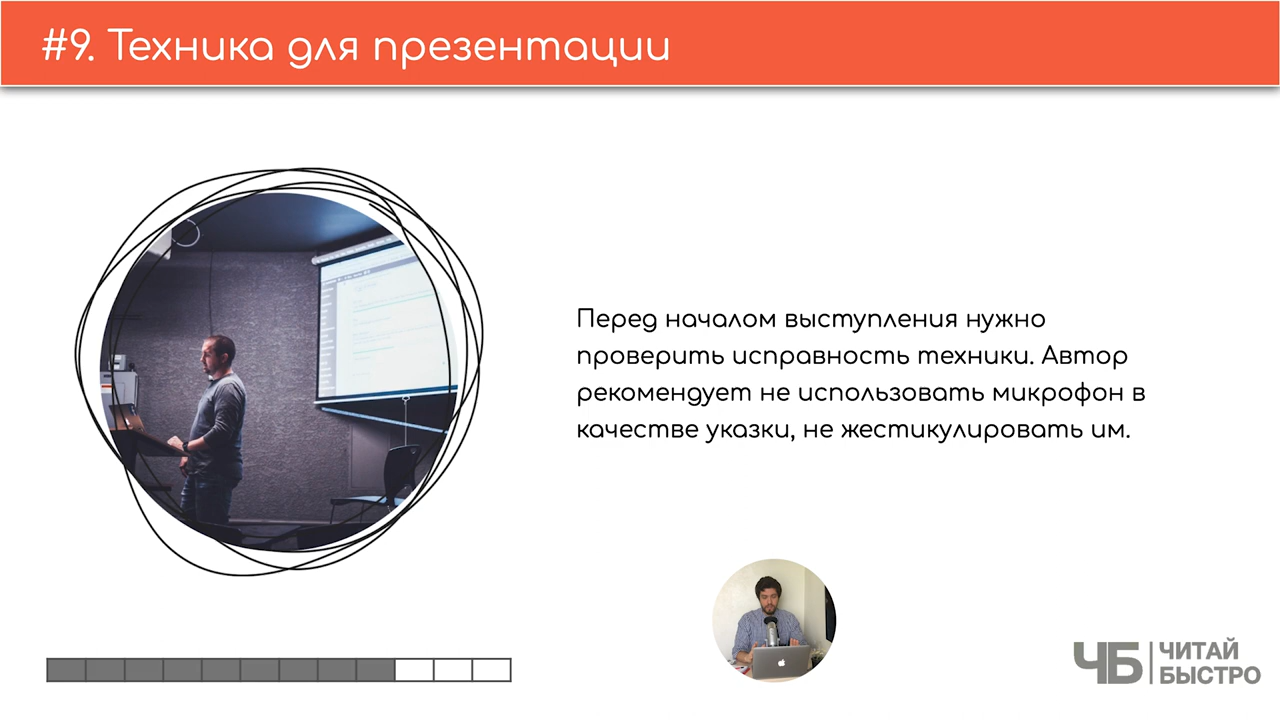 #9. Техника для презентации
Перед началом выступления нужно
проверить исправность техники. Автор
рекомендует не использовать микрофон в
качестве указки, не жестикулировать им.
ЧБ
ЧИТАЙ
БЫСТРО